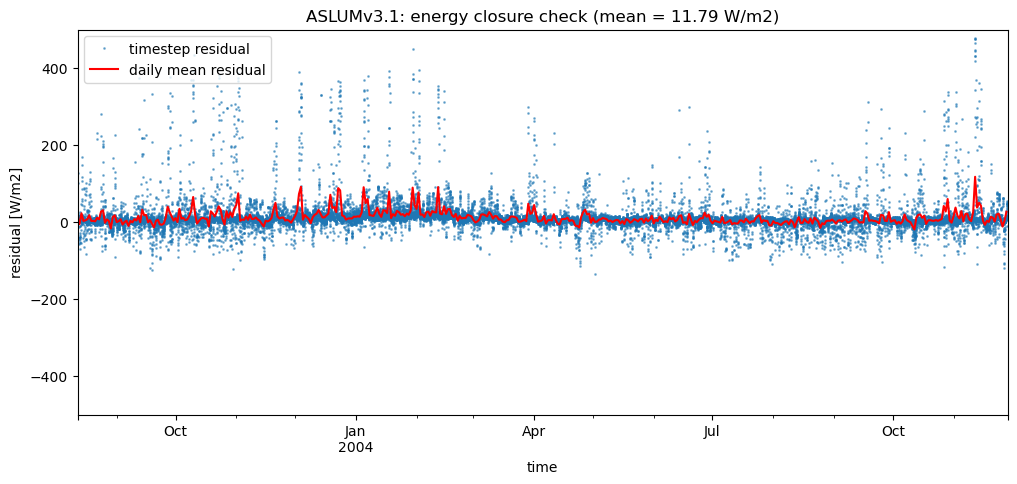 ASLUMv3.1: energy closure check (mean = 11.79 W/m2)
timestep residual
daily mean residual
residual [W/m2]
400
200
0
−200
−400
Oct
Jan
2004
Apr
Jul
Oct
time